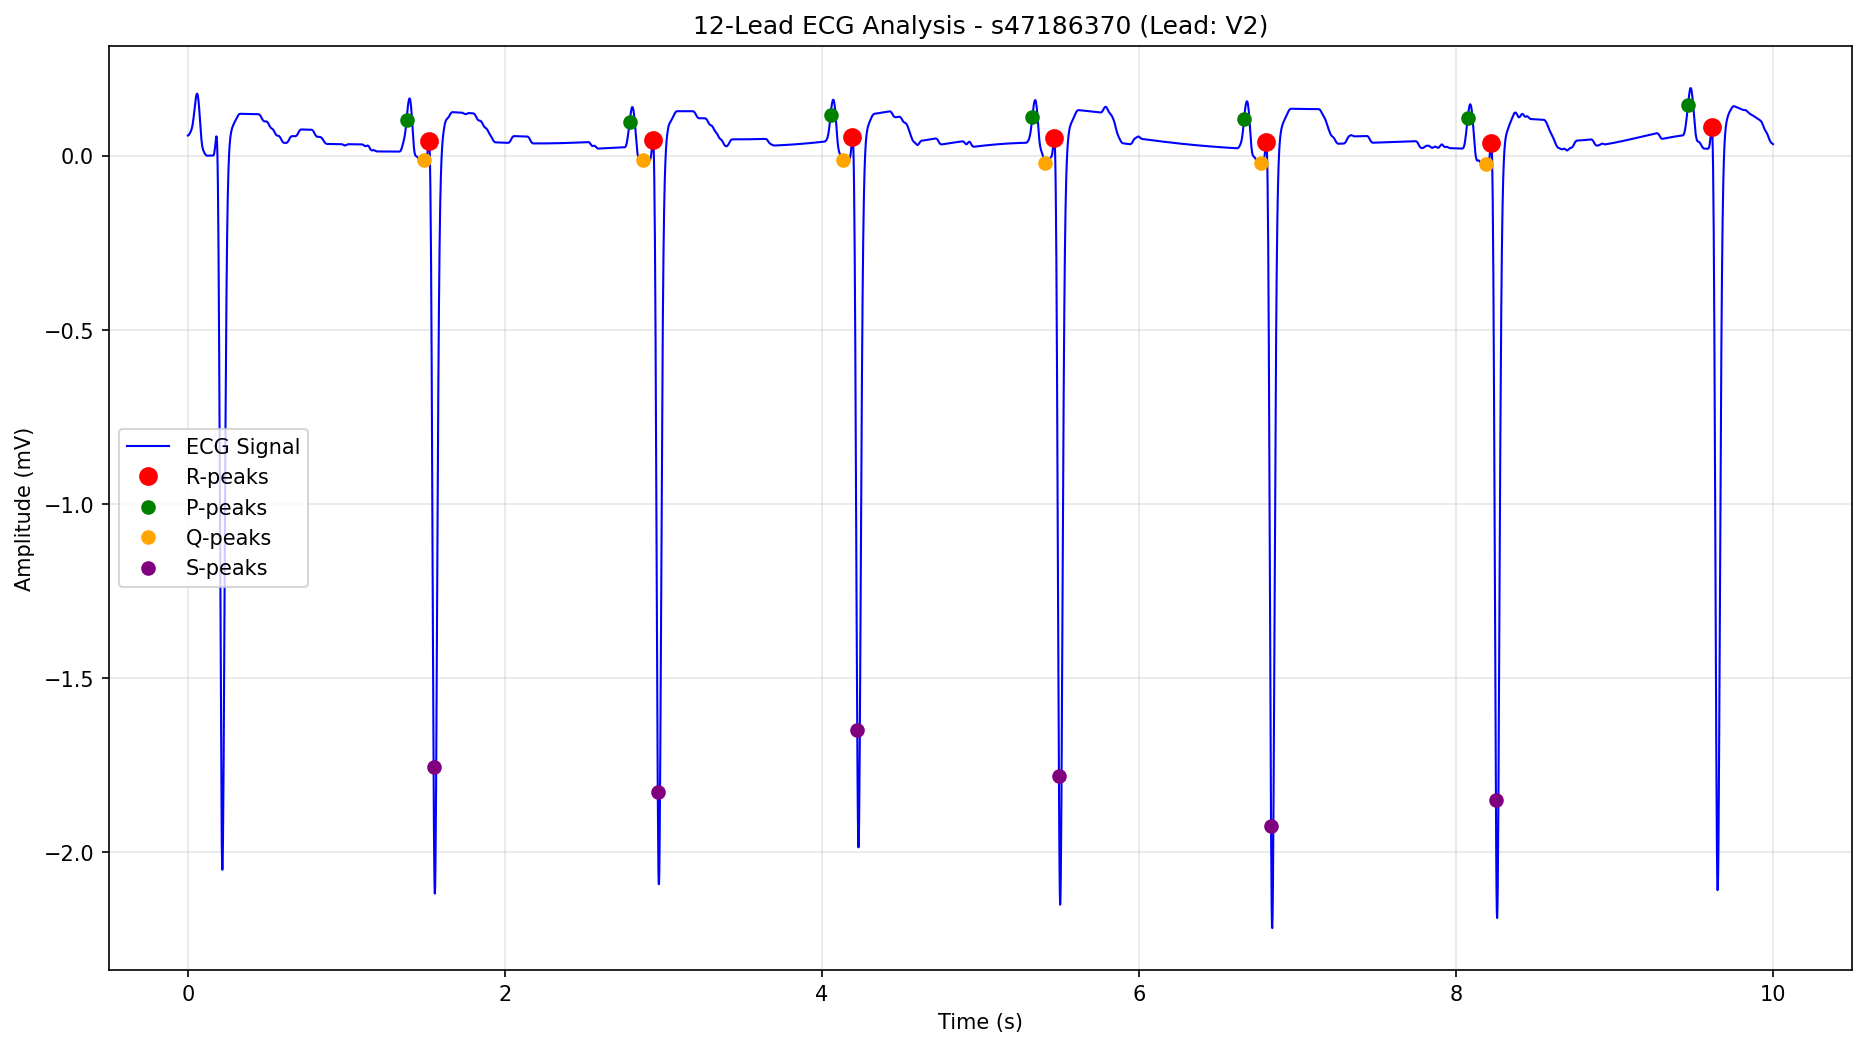 12-Lead ECG Analysis - s47186370 (Lead: V2)
Amplitude (mV)
0.0
−0.5
−1.0
−1.5
−2.0
ECG Signal
R-peaks
P-peaks
Q-peaks
S-peaks
0 2 4 6 8 10
Time (s)